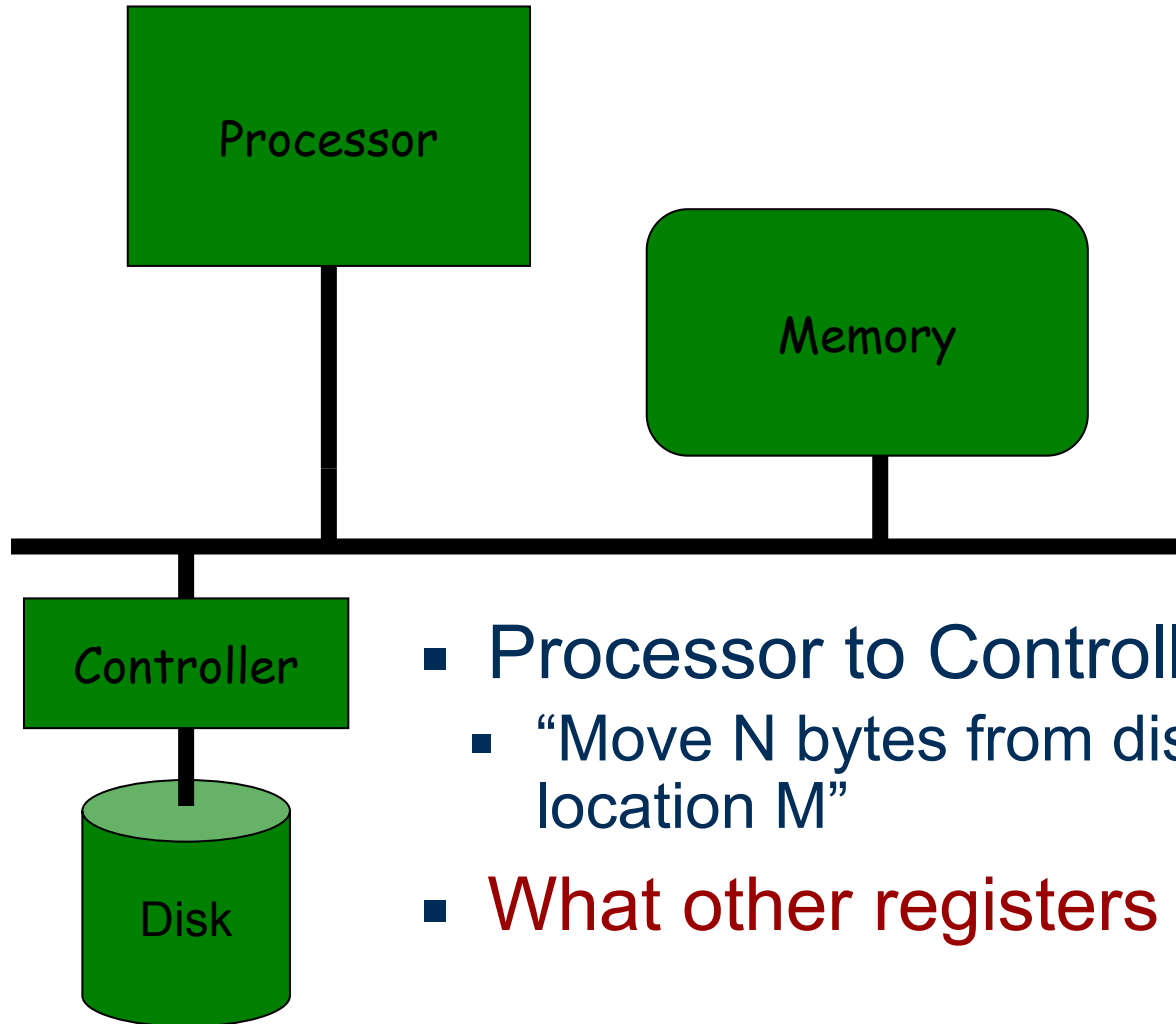 Processor
Memory
Controller
Disk
▪ Processor to Controll
▪ “Move N bytes from dis
location M”
▪ What other registers